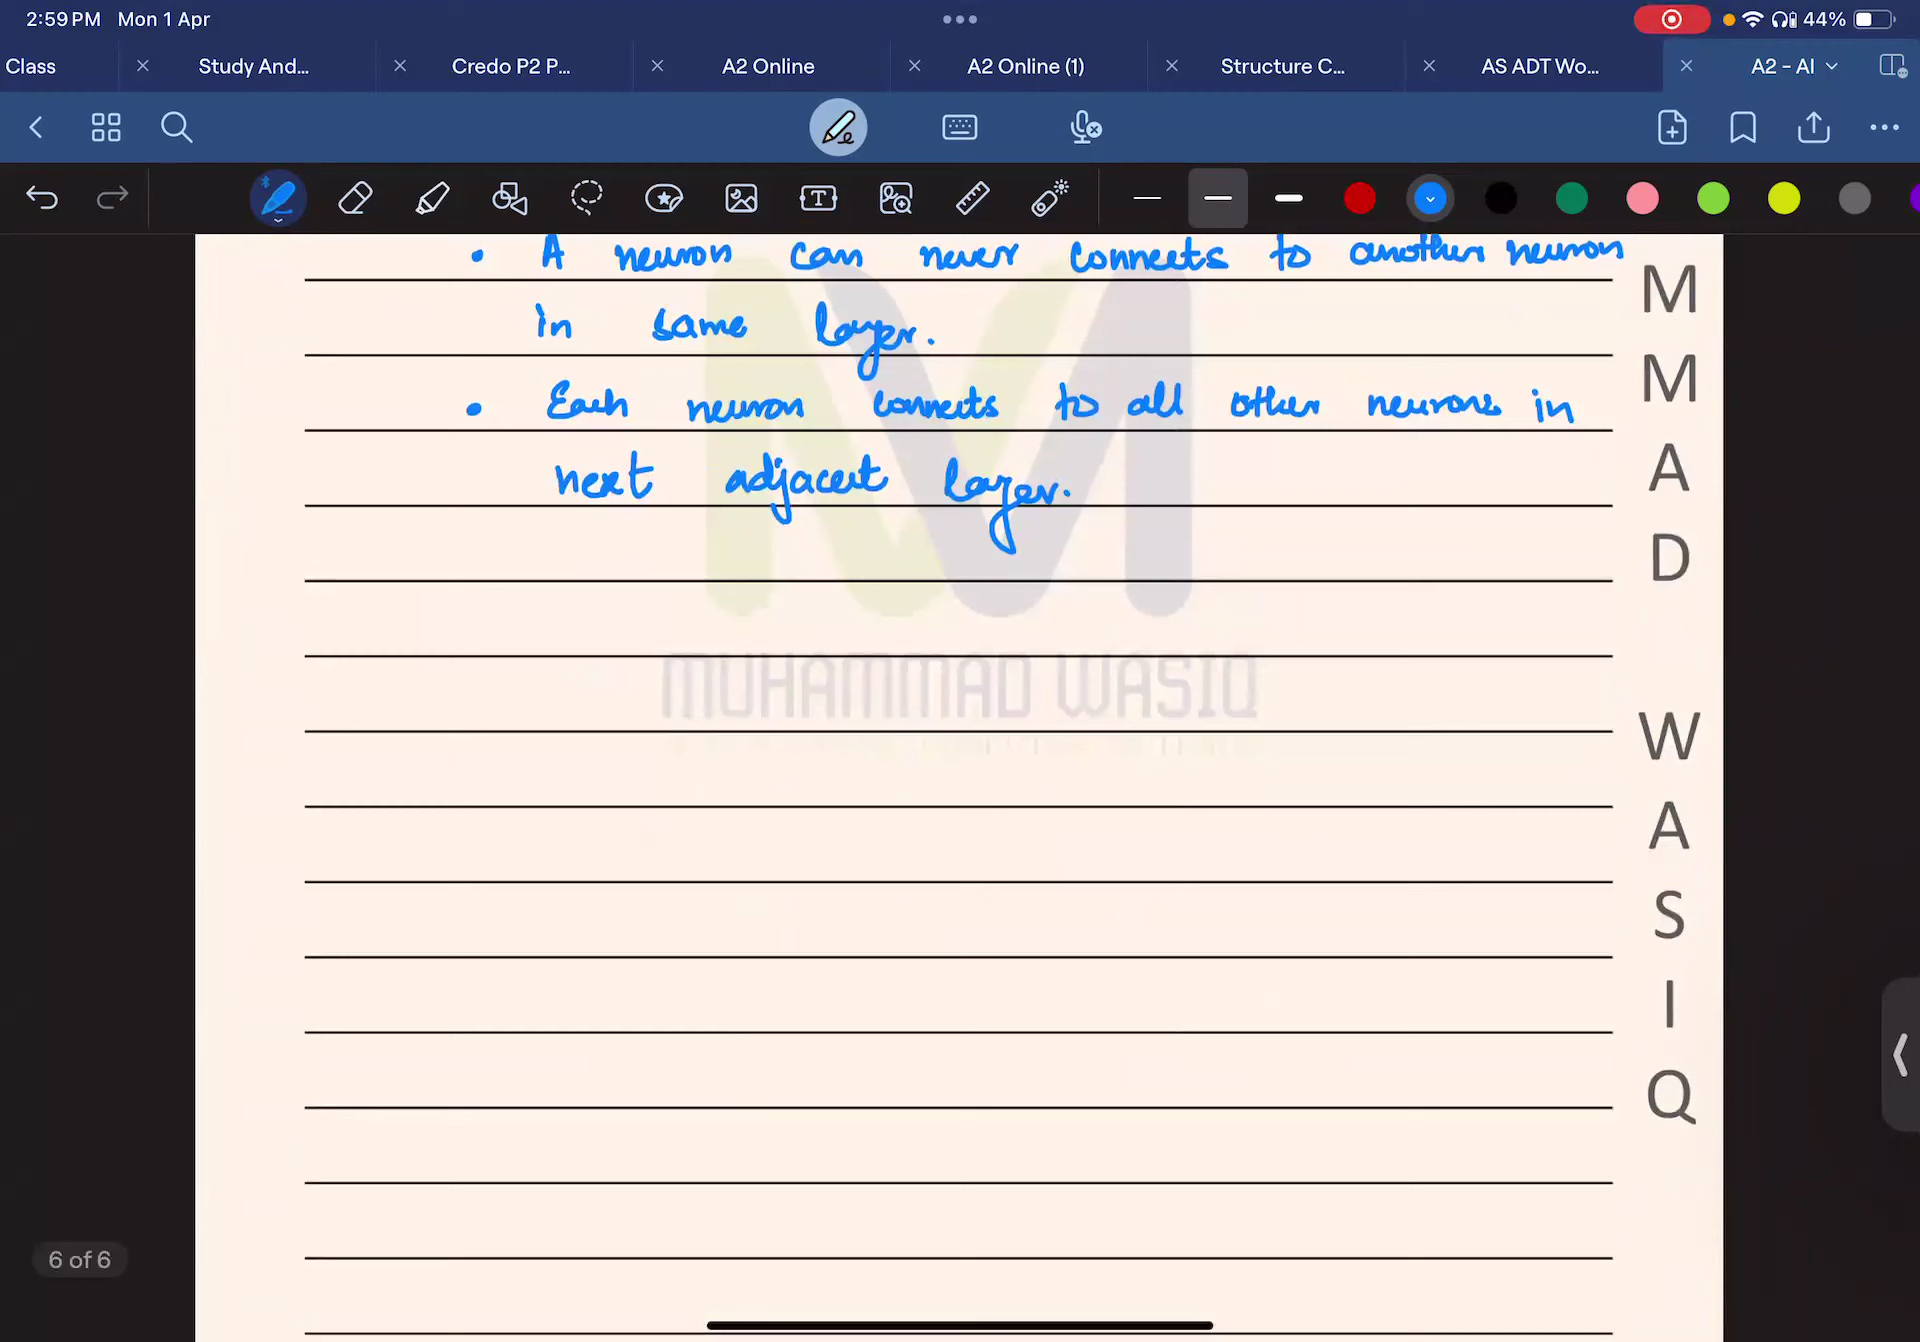 2:59 PM Mon 1 Apr
44%
Class
Study And...
Credo P2 P...
A2 Online
A2 Online (1)
Structure C...
AS ADT Wo...
A2 - AI
• A neuron can never connects to another neuron
in same layer.
• Each neuron connects to all other neurons in
next adjacent layer.
MUHAMMAD WASIQ
M
M
A
D
W
A
S
I
Q
6 of 6